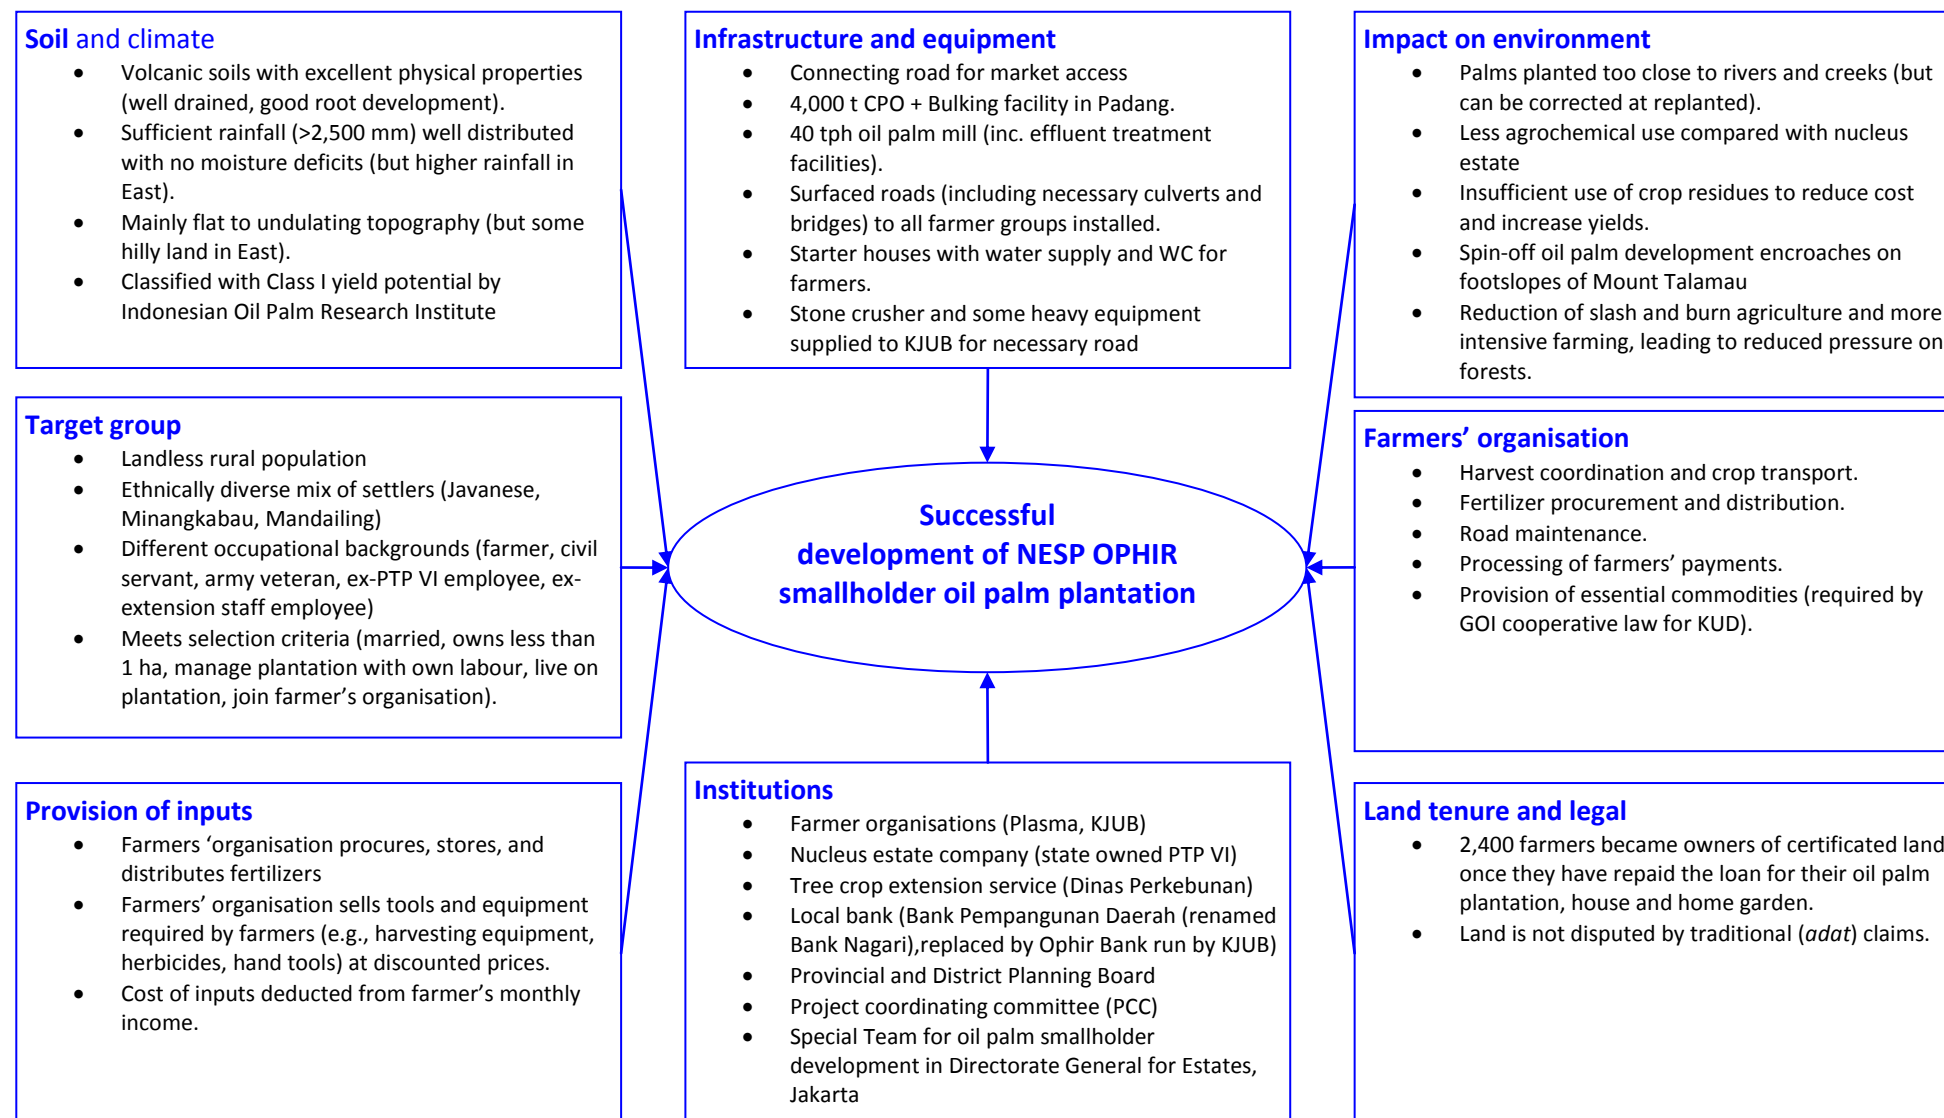 Soil and climate
• Volcanic soils with excellent physical properties
(well drained, good root development).
• Sufficient rainfall (>2,500 mm) well distributed
with no moisture deficits (but higher rainfall in
East).
• Mainly flat to undulating topography (but some
hilly land in East).
• Classified with Class I yield potential by
Indonesian Oil Palm Research Institute
Target group
• Landless rural population
• Ethnically diverse mix of settlers (Javanese,
Minangkabau, Mandailing)
• Different occupational backgrounds (farmer, civil
servant, army veteran, ex-PTP VI employee, ex-
extension staff employee)
• Meets selection criteria (married, owns less than
1 ha, manage plantation with own labour, live on
plantation, join farmer’s organisation).
Provision of inputs
• Farmers ‘organisation procures, stores, and
distributes fertilizers
• Farmers’ organisation sells tools and equipment
required by farmers (e.g., harvesting equipment,
herbicides, hand tools) at discounted prices.
• Cost of inputs deducted from farmer’s monthly
income.
Infrastructure and equipment
• Connecting road for market access
• 4,000 t CPO + Bulking facility in Padang.
• 40 tph oil palm mill (inc. effluent treatment
facilities).
• Surfaced roads (including necessary culverts and
bridges) to all farmer groups installed.
• Starter houses with water supply and WC for
farmers.
• Stone crusher and some heavy equipment
supplied to KJUB for necessary road
Successful
development of NESP OPHIR
smallholder oil palm plantation
Institutions
• Farmer organisations (Plasma, KJUB)
• Nucleus estate company (state owned PTP VI)
• Tree crop extension service (Dinas Perkebunan)
• Local bank (Bank Pempangunan Daerah (renamed
Bank Nagari),replaced by Ophir Bank run by KJUB)
• Provincial and District Planning Board
• Project coordinating committee (PCC)
• Special Team for oil palm smallholder
development in Directorate General for Estates,
Jakarta
Impact on environment
• Palms planted too close to rivers and creeks (but
can be corrected at replanted).
• Less agrochemical use compared with nucleus
estate
• Insufficient use of crop residues to reduce cost
and increase yields.
• Spin-off oil palm development encroaches on
footslopes of Mount Talamau
• Reduction of slash and burn agriculture and more
intensive farming, leading to reduced pressure on
forests.
Farmers’ organisation
• Harvest coordination and crop transport.
• Fertilizer procurement and distribution.
• Road maintenance.
• Processing of farmers’ payments.
• Provision of essential commodities (required by
GOI cooperative law for KUD).
Land tenure and legal
• 2,400 farmers became owners of certificated land
once they have repaid the loan for their oil palm
plantation, house and home garden.
• Land is not disputed by traditional (adat) claims.